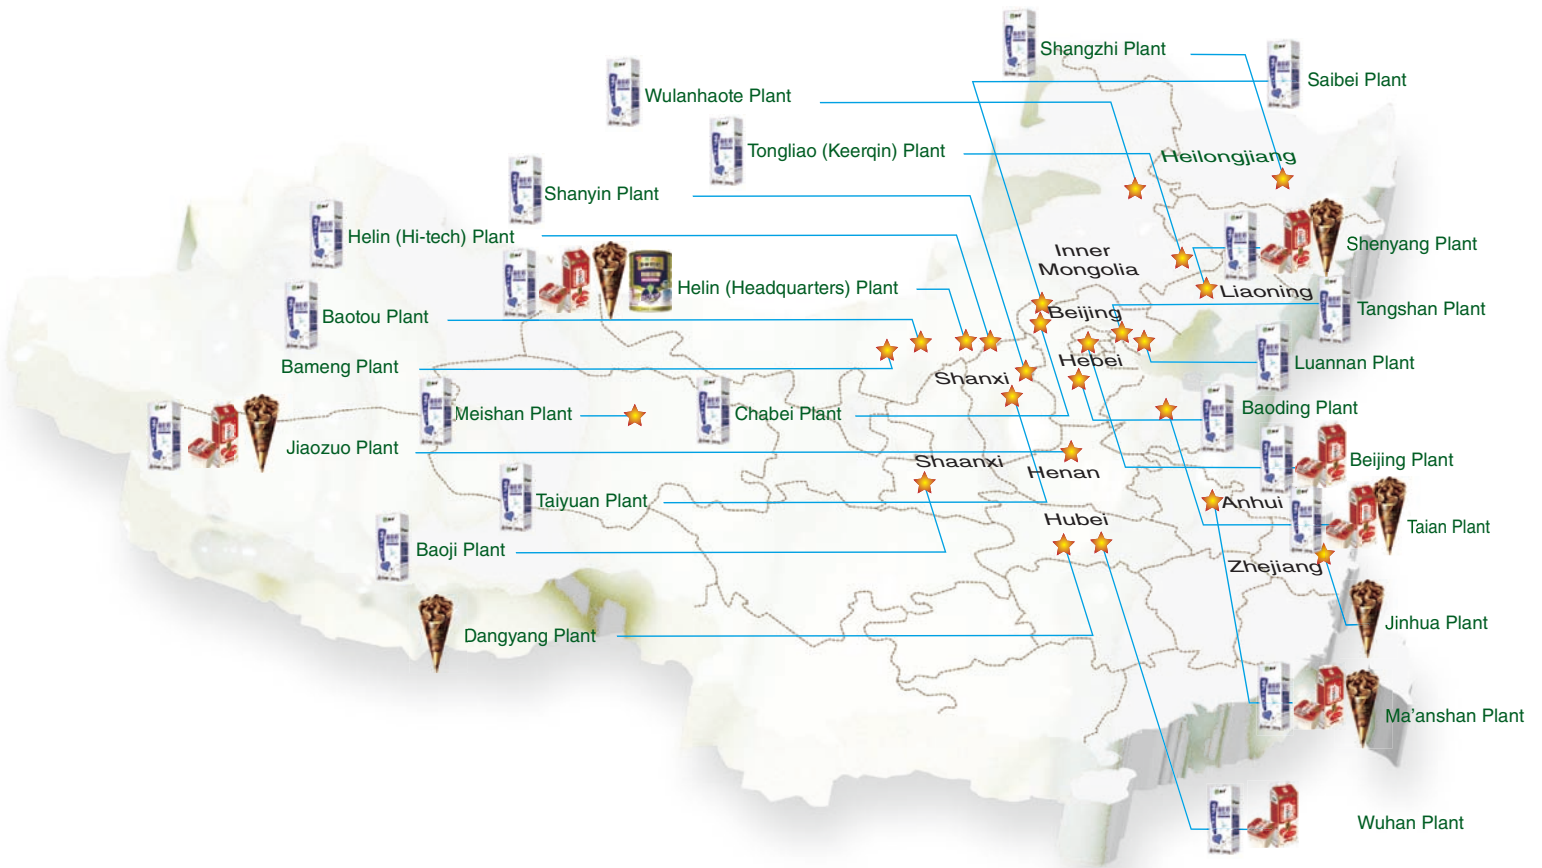 Shangzhi Plant
Saibei Plant
Wulanhaote Plant
Tongliao (Keerqin) Plant
Heilongjiang
Shanyin Plant
Helin (Hi-tech) Plant
Shenyang Plant
Inner
Mongolia
Helin (Headquarters) Plant
Liaoning
Tangshan Plant
Baotou Plant
Beijing
Bameng Plant
Hebei
Luannan Plant
Shanxi
Meishan Plant
Chabei Plant
Baoding Plant
Jiaozuo Plant
Shaanxi
Henan
Beijing Plant
Taiyuan Plant
Anhui
Hubei
Taian Plant
Baoji Plant
Zhejiang
Dangyang Plant
Jinhua Plant
Ma'anshan Plant
Wuhan Plant